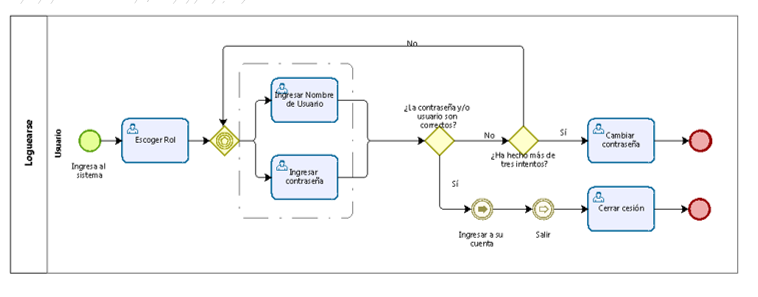 Loguearse
Usuario
Ingresa al
sistema
Escoger Rol
No
Ingresar Nombre
de Usuario
Ingresar
contraseña
¿La contraseña y/o
usuario son
correctos?
No
¿Ha hecho más de
tres intentos?
Sí
Cambiar
contraseña
Sí
Ingresar a su
cuenta
Salir
Cerrar cesión